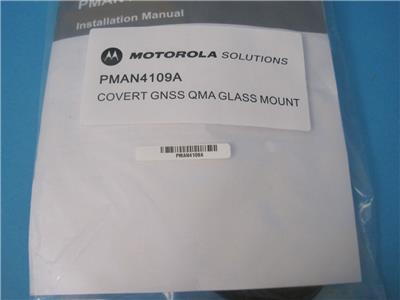 PMAN
Installation Manual
MOTOROLA SOLUTIONS
PMAN4109A
COVERT GNSS QMA GLASS MOUNT
PMAN4109A